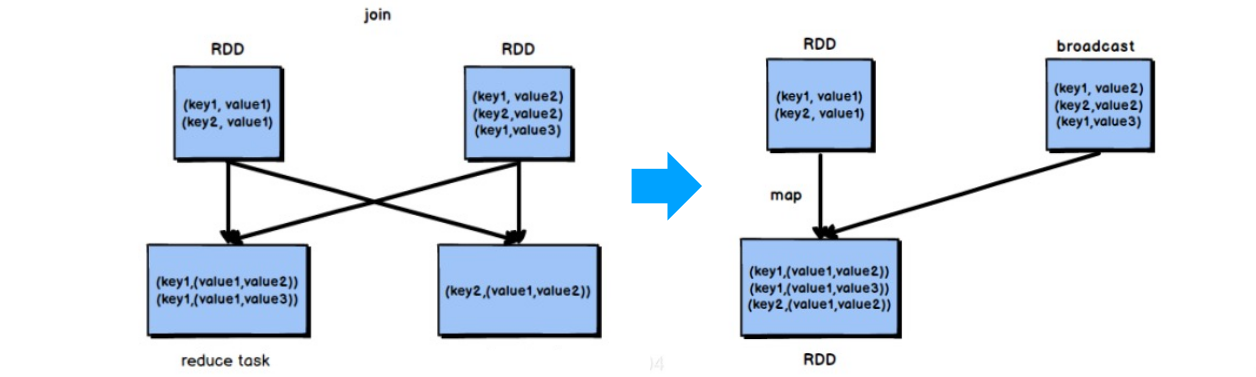 join
RDD
RDD
(key1, value1)
(key2, value1)
(key1, value2)
(key2,value2)
(key1,value3)
(key1,(value1,value2))
(key1,(value1,value3))
(key2,(value1,value2))
reduce task
RDD
broadcast
(key1, value1)
(key2, value1)
(key1, value2)
(key2,value2)
(key1,value3)
map
(key1,(value1,value2))
(key1,(value1,value3))
(key2,(value1,value2))
RDD